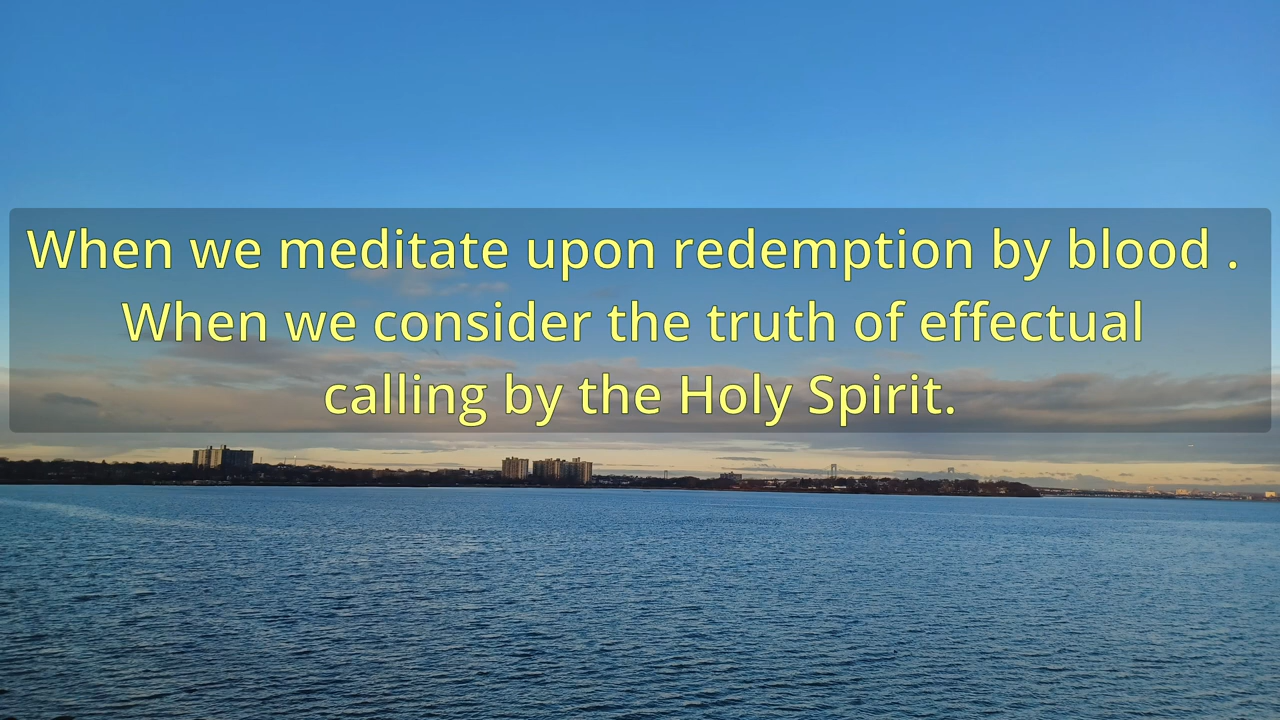 When we meditate upon redemption by blood .
When we consider the truth of effectual
calling by the Holy Spirit.